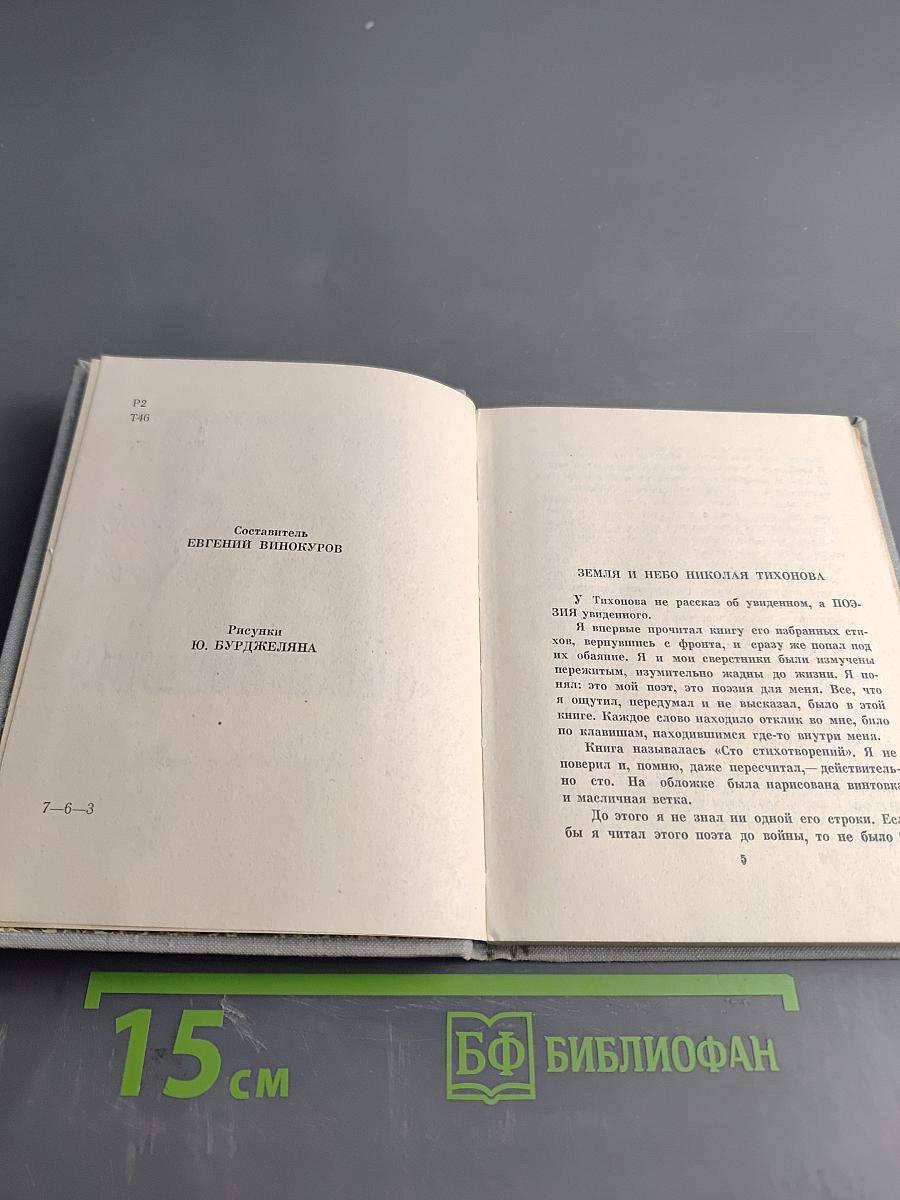 Р2
Т46
Составитель
ЕВГЕНИЙ ВИНОКУРОВ
Рисунки
Ю. БУРДЖЕЛЯНА
7—6—3
ЗЕМЛЯ И НЕБО НИКОЛАЯ ТИХОНОВА
У Тихонова не рассказ об увиденном, а ПОЭ-
ЗИЯ увиденного.
Я впервые прочитал книгу его избранных сти-
хов, вернувшись с фронта, и сразу же попал под
их обаяние. Я и мои сверстники были измучены
пережитым, изумительно жадны до жизни. Я по-
нял: это мой поэт, это поэзия для меня. Все, что
я ощутил, передумал и не высказал, было в этой
книге. Каждое слово находило отклик во мне, било
по клавишам, находившимся где-то внутри меня.
Книга называлась «Сто стихотворений». Я не
поверил и, помню, даже пересчитал,— действитель-
но сто. На обложке была нарисована винтовка
и масличная ветка.
До этого я не знал ни одной его строки. Есл
бы я читал этого поэта до войны, то не было
5
15 см
БФ БИБЛИОФАН